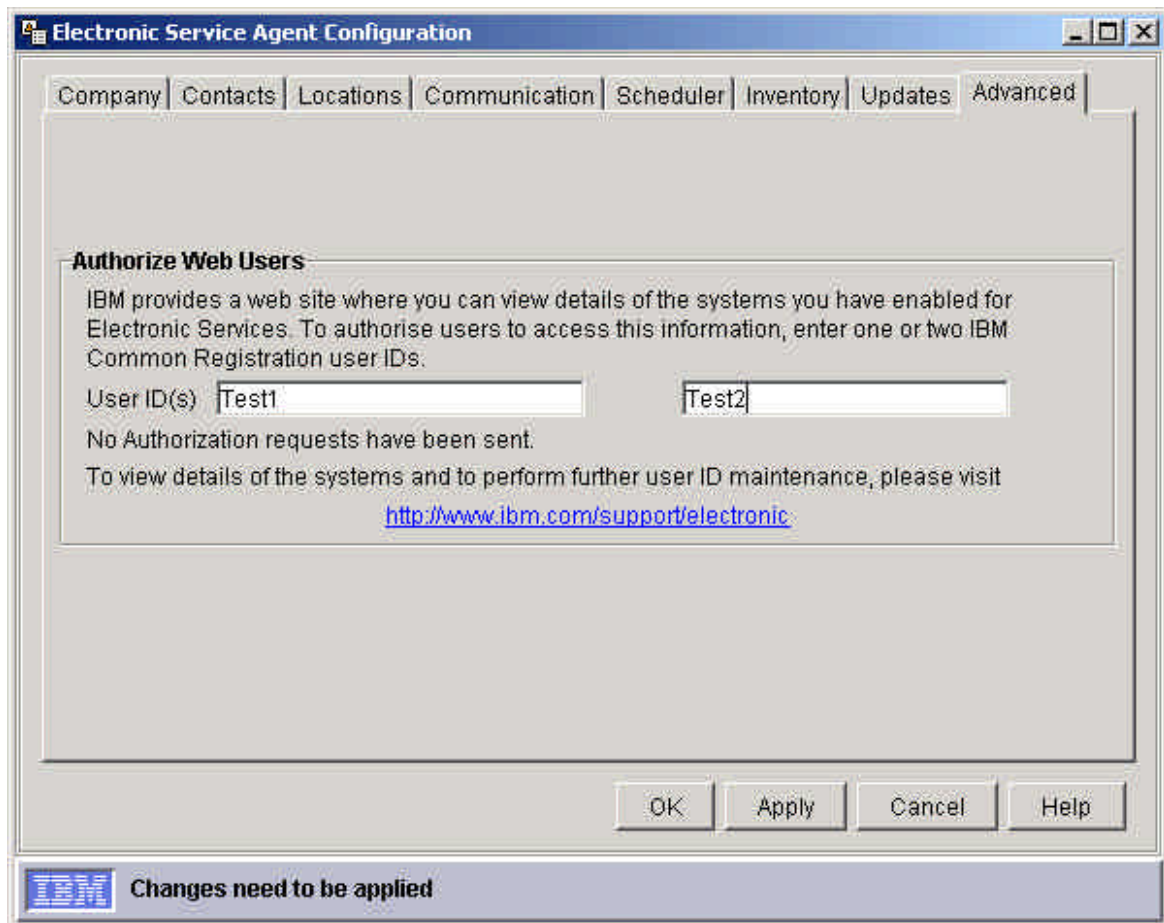 Electronic Service Agent Configuration
Company Contacts Locations Communication Scheduler Inventory Updates Advanced
Authorize Web Users
IBM provides a web site where you can view details of the systems you have enabled for
Electronic Services. To authorise users to access this information, enter one or two IBM
Common Registration user IDs.
User ID(s) Test1 Test2
No Authorization requests have been sent.
To view details of the systems and to perform further user ID maintenance, please visit
http://www.ibm.com/support/electronic
OK Apply Cancel Help
IBM Changes need to be applied